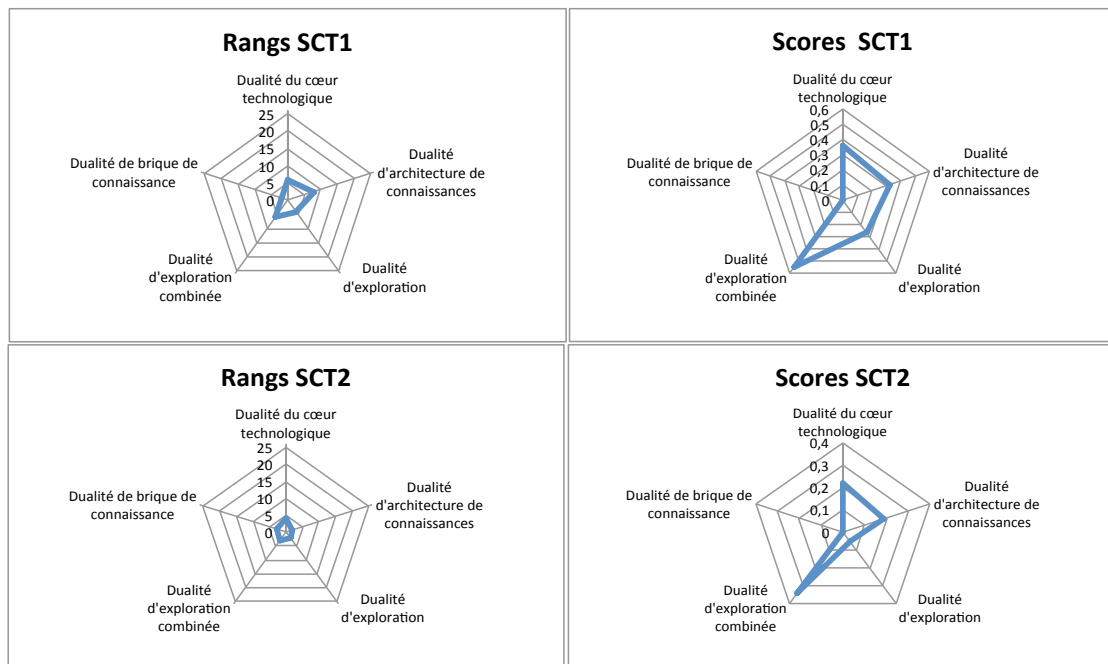 Rangs SCT1
Dualité du cœur
technologique
25
20
15
10
5
0
Dualité
d'architecture de
connaissances
Dualité
d'exploration
Dualité
d'exploration
combinée
Dualité de brique de
connaissance
Scores  SCT1
Dualité du cœur
technologique
0,6
0,5
0,4
0,3
0,2
0,1
0
Dualité
d'architecture de
connaissances
Dualité
d'exploration
Dualité
d'exploration
combinée
Dualité de brique de
connaissance
Rangs SCT2
Dualité du cœur
technologique
25
20
15
10
5
0
Dualité
d'architecture de
connaissances
Dualité
d'exploration
Dualité
d'exploration
combinée
Dualité de brique de
connaissance
Scores SCT2
Dualité du cœur
technologique
0,4
0,3
0,2
0,1
0
Dualité
d'architecture de
connaissances
Dualité
d'exploration
Dualité
d'exploration
combinée
Dualité de brique de
connaissance